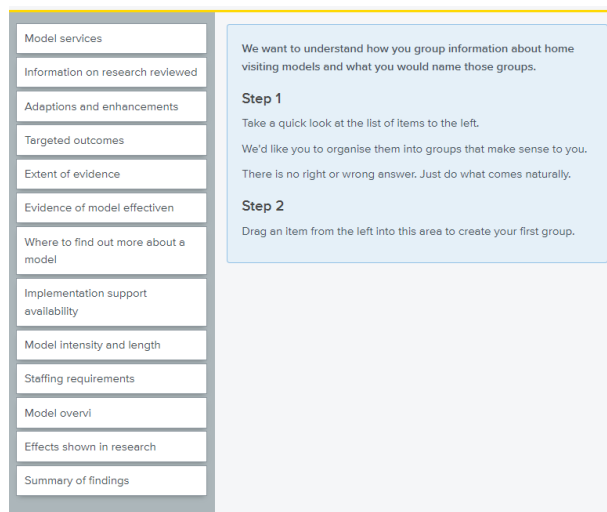 Model services
Information on research reviewed
Adaptions and enhancements
Targeted outcomes
Extent of evidence
Evidence of model effectiven
Where to find out more about a
model
Implementation support
availability
Model intensity and length
Staffing requirements
Model overvi
Effects shown in research
Summary of findings
We want to understand how you group information about home
visiting models and what you would name those groups.
Step 1
Take a quick look at the list of items to the left.
We'd like you to organise them into groups that make sense to you.
There is no right or wrong answer. Just do what comes naturally.
Step 2
Drag an item from the left into this area to create your first group.